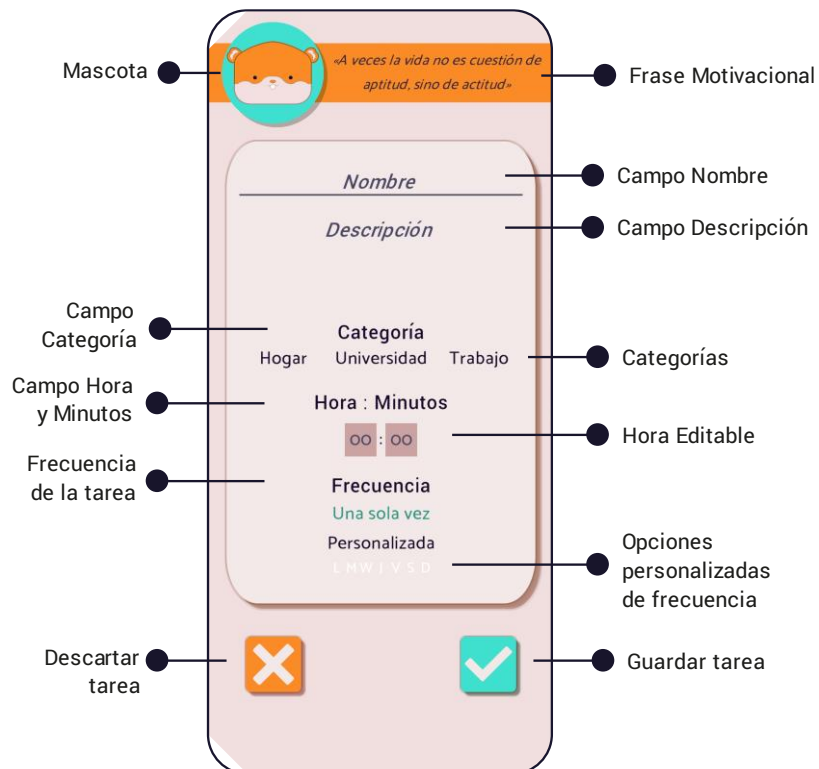 Mascota
«A veces la vida no es cuestión de
aptitud, sino de actitud»
Frase Motivacional
Nombre
Campo Nombre
Descripción
Campo Descripción
Campo
Categoría
Categoría
Hogar Universidad Trabajo
Categorías
Campo Hora
y Minutos
Hora : Minutos
00 : 00
Hora Editable
Frecuencia
de la tarea
Frecuencia
Una sola vez
Personalizada
L M W J V S D
Opciones
personalizadas
de frecuencia
Descartar
tarea
Guardar tarea